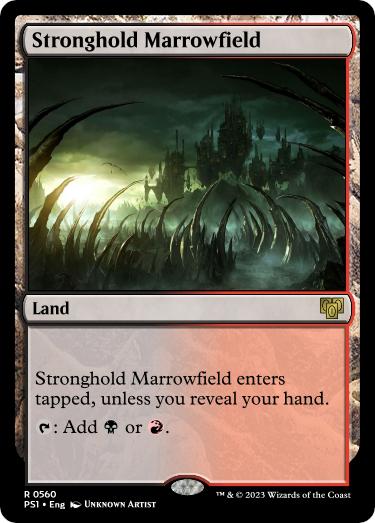 Stronghold Marrowfield
Land
Stronghold Marrowfield enters
tapped, unless you reveal your hand.
: Add or .
R 0560
PS1 • Eng Unknown Artist
™ & © 2023 Wizards of the Coast